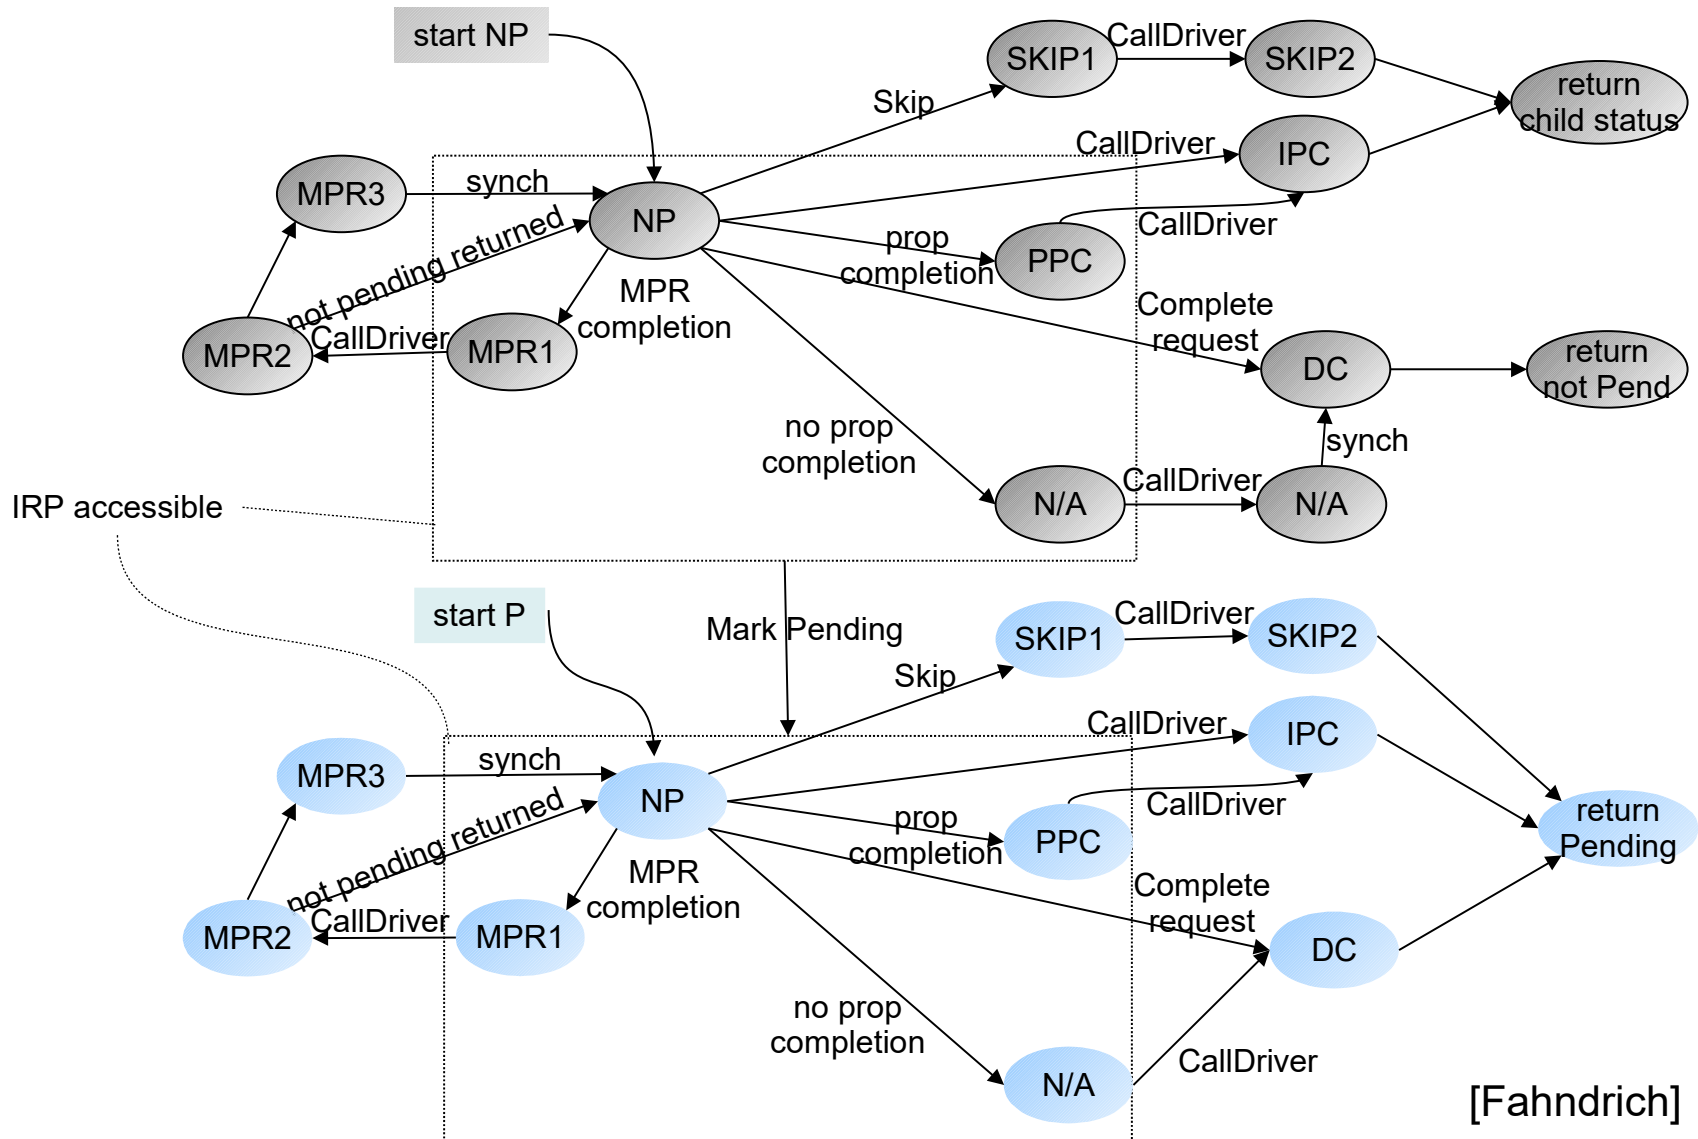 start NP
SKIP1
CallDriver
SKIP2
return
child status
Skip
CallDriver
IPC
MPR3
synch
NP
CallDriver
not pending returned
prop
completion
PPC
MPR
completion
Complete
request
MPR2
CallDriver
MPR1
DC
return
not Pend
no prop
completion
synch
CallDriver
N/A
N/A
IRP accessible
start P
Mark Pending
SKIP1
CallDriver
SKIP2
Skip
CallDriver
IPC
MPR3
synch
NP
CallDriver
not pending returned
prop
completion
PPC
return
Pending
MPR
completion
Complete
request
MPR2
CallDriver
MPR1
DC
no prop
completion
CallDriver
N/A
[Fahndrich]